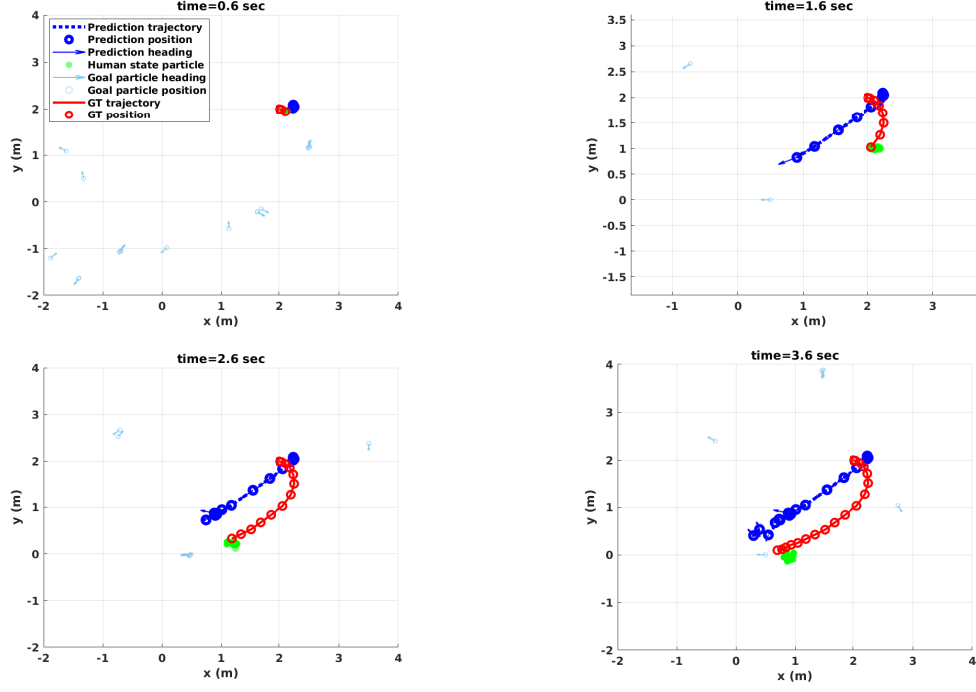 time=0.6 sec
4
3
2
1
0
-1
-2
y (m)
-2 -1 0 1 2 3 4
x (m)
Prediction trajectory
Prediction position
Prediction heading
Human state particle
Goal particle heading
Goal particle position
GT trajectory
GT position
time=1.6 sec
3.5
3
2.5
2
1.5
1
0.5
0
-0.5
-1
-1.5
y (m)
-1 0 1 2 3
x (m)
time=2.6 sec
4
3
2
1
0
-1
-2
y (m)
-2 -1 0 1 2 3 4
x (m)
time=3.6 sec
4
3
2
1
0
-1
-2
y (m)
-2 -1 0 1 2 3 4
x (m)